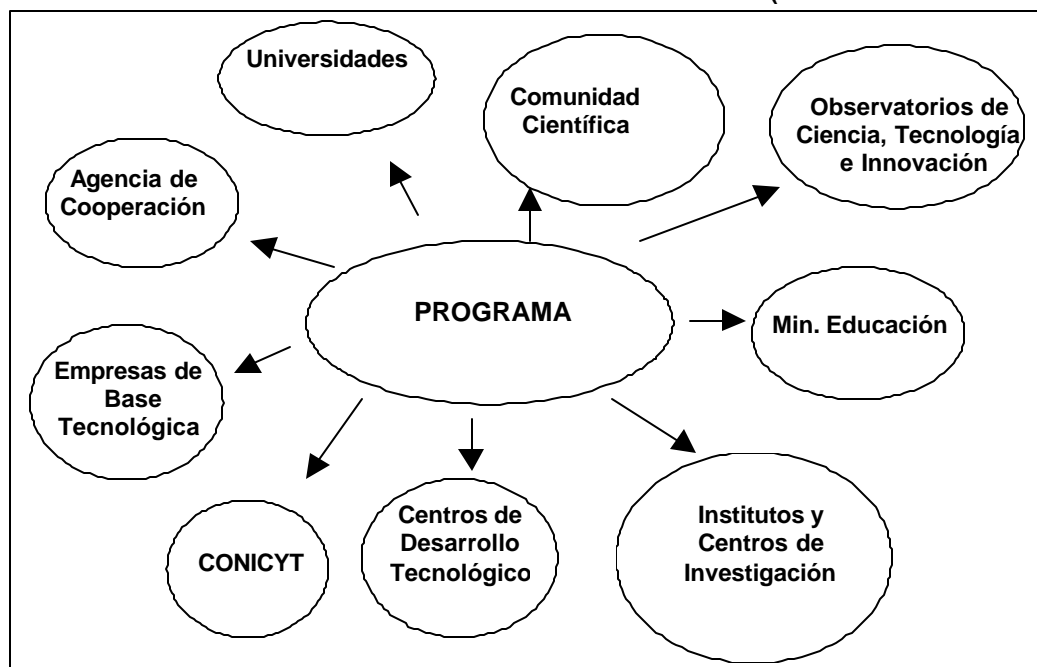 (
Universidades
Comunidad
Científica
Observatorios de
Ciencia, Tecnología
e Innovación
Agencia de
Cooperación
PROGRAMA
Min. Educación
Empresas de
Base
Tecnológica
CONICYT
Centros de
Desarrollo
Tecnológico
Institutos y
Centros de
Investigación